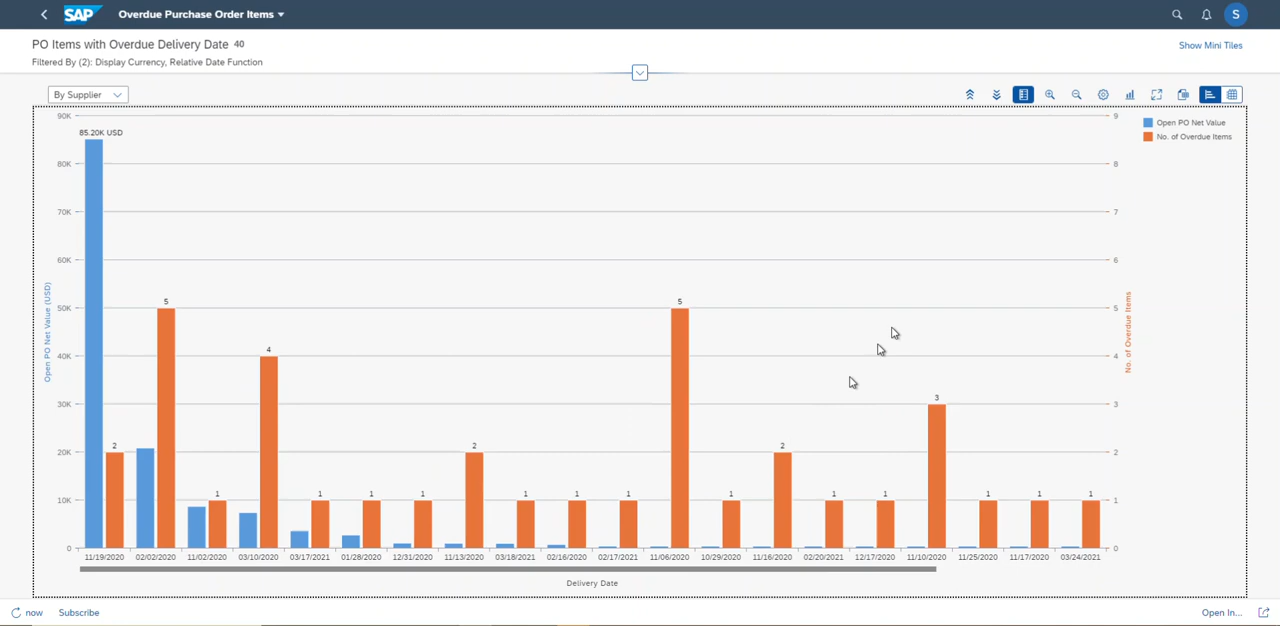 SAP Overdue Purchase Order Items S
PO Items with Overdue Delivery Date 40
Show Mini Tiles
Filtered By (2): Display Currency, Relative Date Function
By Supplier
Open PO Net Value
No. of Overdue Items
90K 9
85.20K USD
80K 8
70K 7
60K 6
50K 5
40K 4
30K 3
20K 2
10K 1
0 0
Open PO Net Value (USD)
No. of Overdue Items
2 5 1 4 1 1 1 2 1 1 1 5 1 2 1 1 3 1 1 1
11/19/2020 02/02/2020 11/02/2020 03/10/2020 03/17/2021 01/28/2020 12/31/2020 11/13/2020 03/18/2021 02/16/2020 02/17/2021 11/06/2020 10/29/2020 11/16/2020 02/20/2021 12/17/2020 11/10/2020 11/25/2020 11/17/2020 03/24/2021
Delivery Date
now Subscribe Open In...